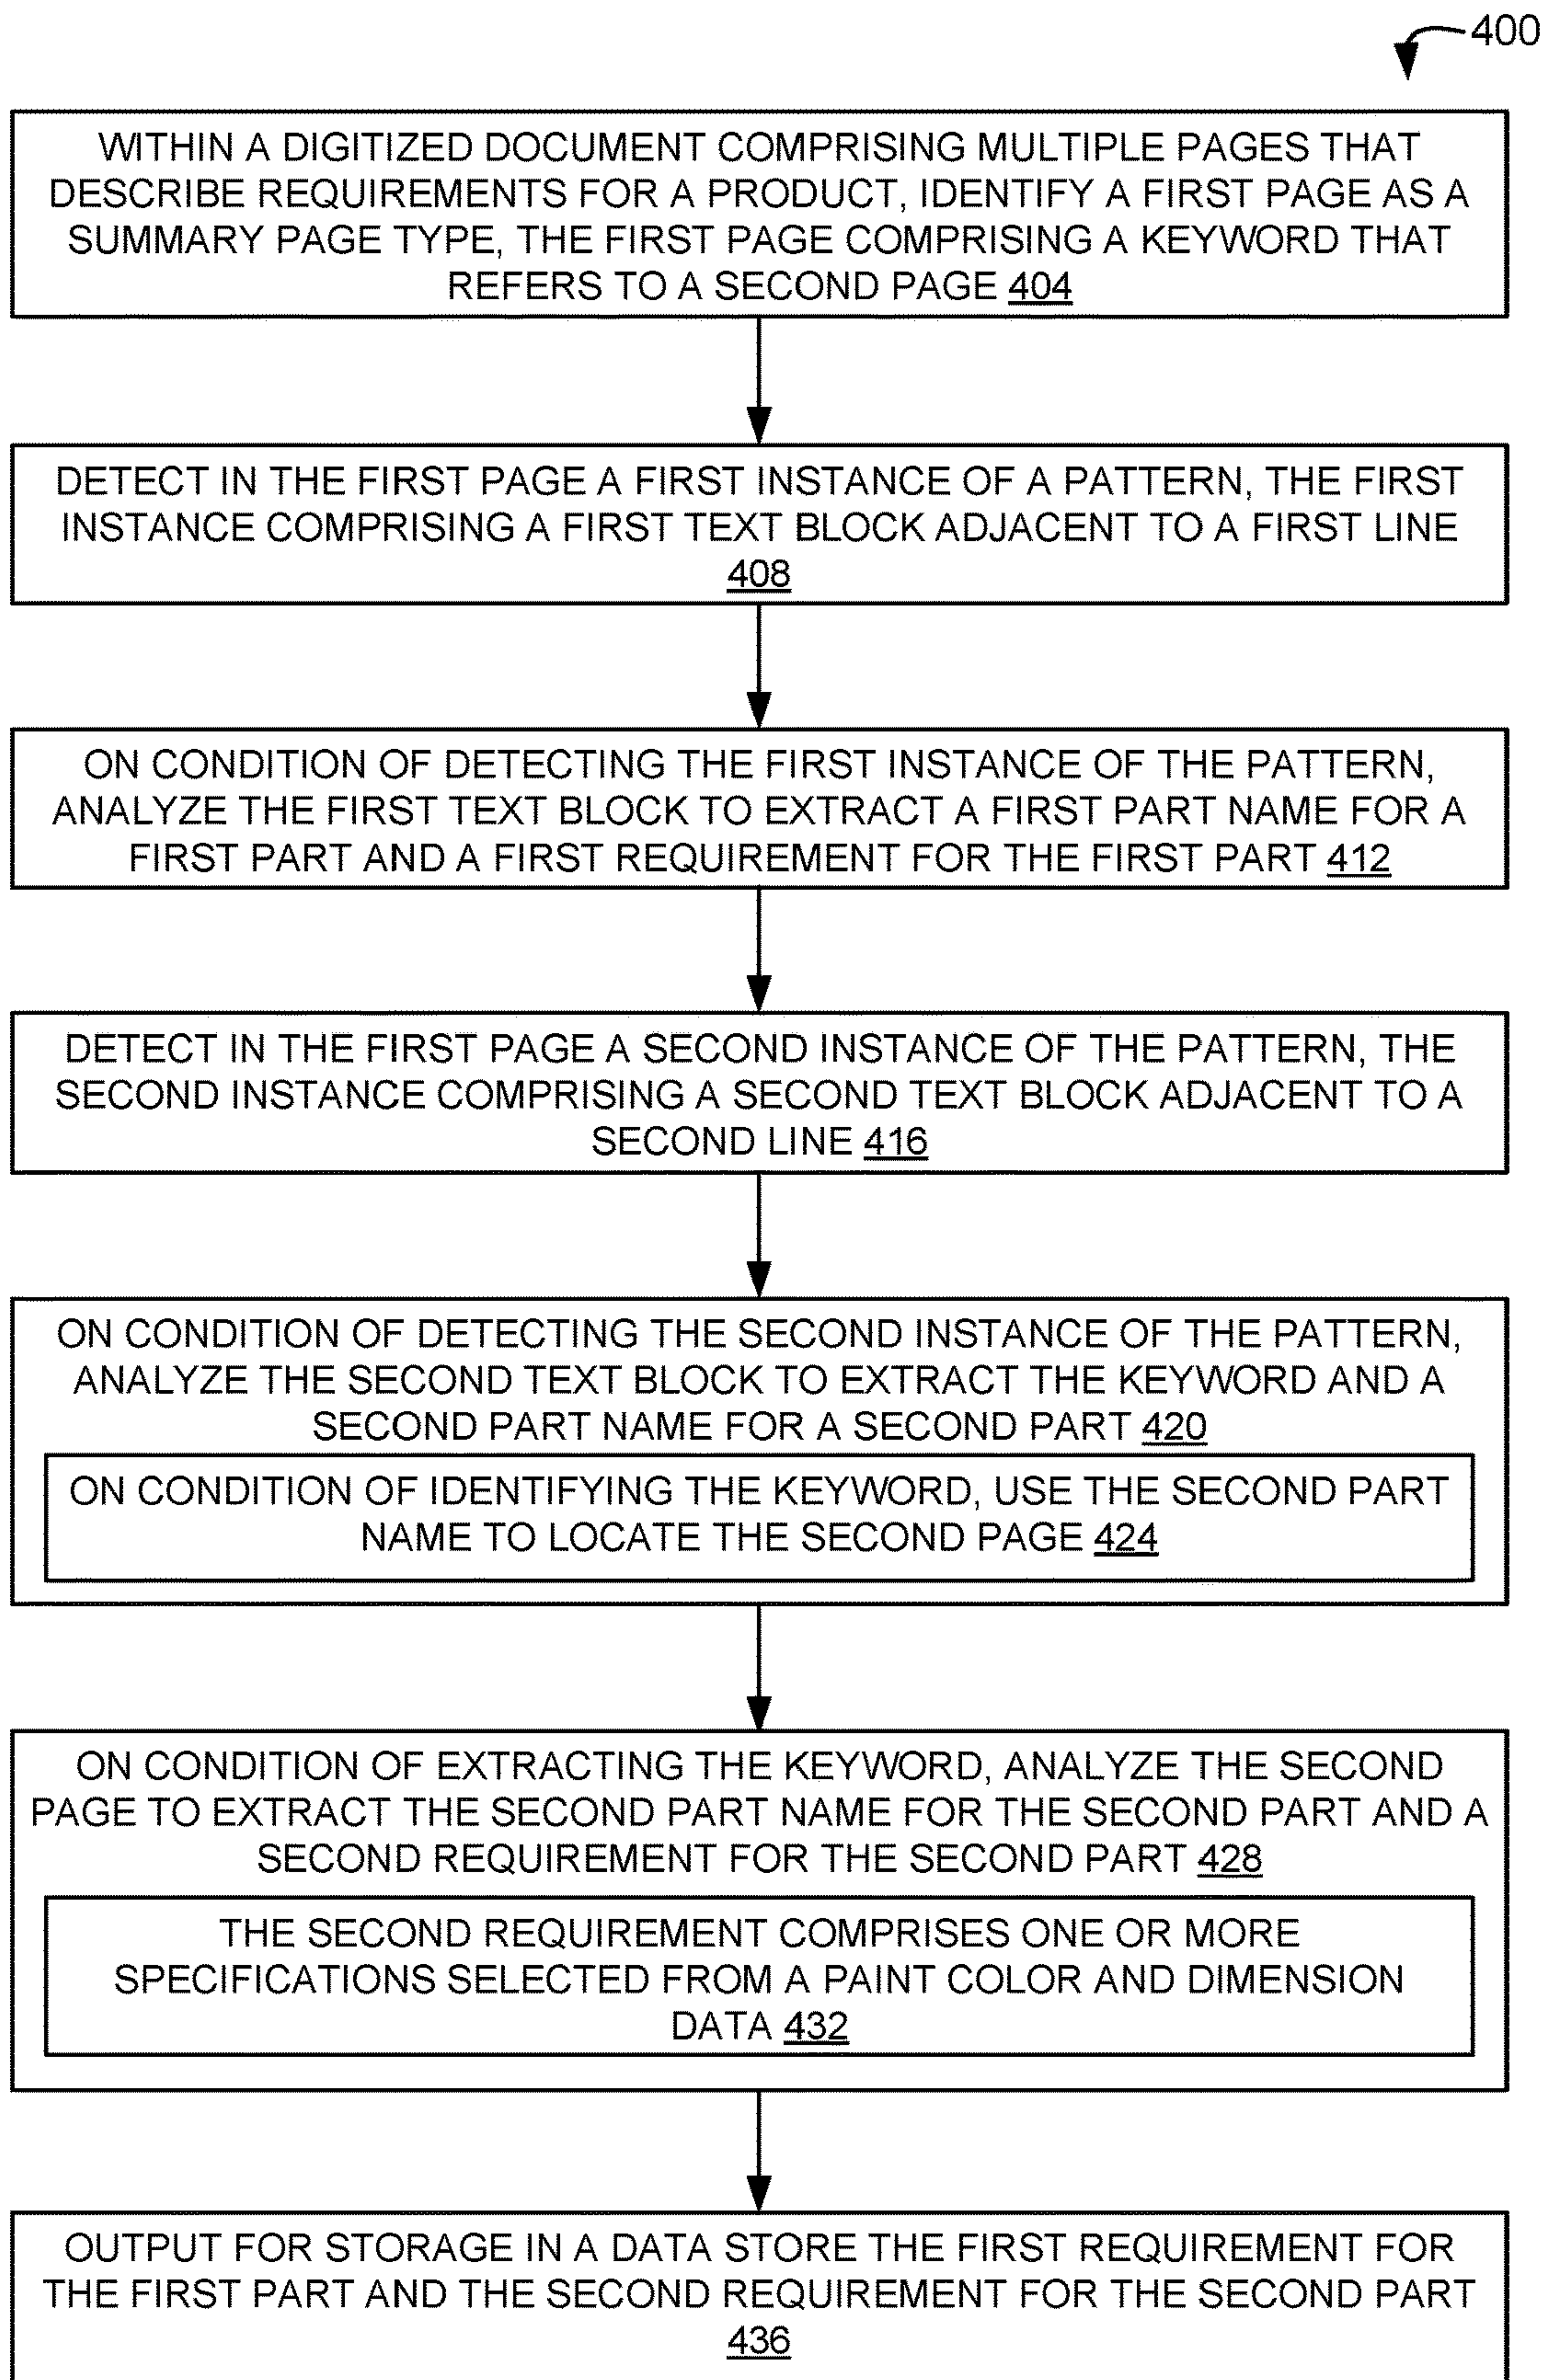 400
WITHIN A DIGITIZED DOCUMENT COMPRISING MULTIPLE PAGES THAT
DESCRIBE REQUIREMENTS FOR A PRODUCT, IDENTIFY A FIRST PAGE AS A
SUMMARY PAGE TYPE, THE FIRST PAGE COMPRISING A KEYWORD THAT
REFERS TO A SECOND PAGE 404
DETECT IN THE FIRST PAGE A FIRST INSTANCE OF A PATTERN, THE FIRST
INSTANCE COMPRISING A FIRST TEXT BLOCK ADJACENT TO A FIRST LINE
408
ON CONDITION OF DETECTING THE FIRST INSTANCE OF THE PATTERN,
ANALYZE THE FIRST TEXT BLOCK TO EXTRACT A FIRST PART NAME FOR A
FIRST PART AND A FIRST REQUIREMENT FOR THE FIRST PART 412
DETECT IN THE FIRST PAGE A SECOND INSTANCE OF THE PATTERN, THE
SECOND INSTANCE COMPRISING A SECOND TEXT BLOCK ADJACENT TO A
SECOND LINE 416
ON CONDITION OF DETECTING THE SECOND INSTANCE OF THE PATTERN,
ANALYZE THE SECOND TEXT BLOCK TO EXTRACT THE KEYWORD AND A
SECOND PART NAME FOR A SECOND PART 420
ON CONDITION OF IDENTIFYING THE KEYWORD, USE THE SECOND PART
NAME TO LOCATE THE SECOND PAGE 424
ON CONDITION OF EXTRACTING THE KEYWORD, ANALYZE THE SECOND
PAGE TO EXTRACT THE SECOND PART NAME FOR THE SECOND PART AND A
SECOND REQUIREMENT FOR THE SECOND PART 428
THE SECOND REQUIREMENT COMPRISES ONE OR MORE
SPECIFICATIONS SELECTED FROM A PAINT COLOR AND DIMENSION
DATA 432
OUTPUT FOR STORAGE IN A DATA STORE THE FIRST REQUIREMENT FOR
THE FIRST PART AND THE SECOND REQUIREMENT FOR THE SECOND PART
436